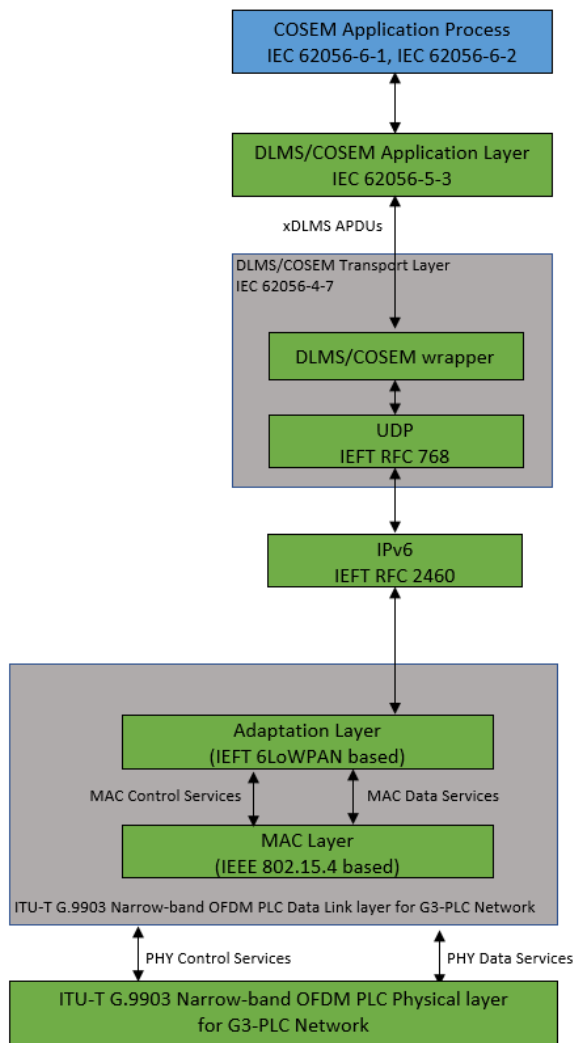 COSEM Application Process
IEC 62056-6-1, IEC 62056-6-2
DLMS/COSEM Application Layer
IEC 62056-5-3
xDLMS APDUs
DLMS/COSEM Transport Layer
IEC 62056-4-7
DLMS/COSEM wrapper
UDP
IEFT RFC 768
IPv6
IEFT RFC 2460
Adaptation Layer
(IEFT 6LoWPAN based)
MAC Control Services
MAC Data Services
MAC Layer
(IEEE 802.15.4 based)
ITU-T G.9903 Narrow-band OFDM PLC Data Link layer for G3-PLC Network
PHY Control Services
PHY Data Services
ITU-T G.9903 Narrow-band OFDM PLC Physical layer
for G3-PLC Network